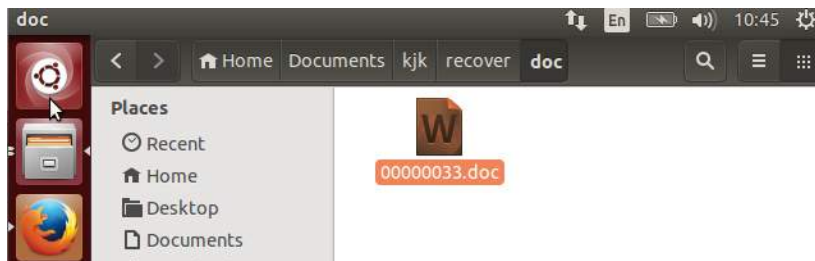 doc
En
10:45
Home Documents kjk recover doc
Places
Recent
Home
Desktop
Documents
W
00000033.doc